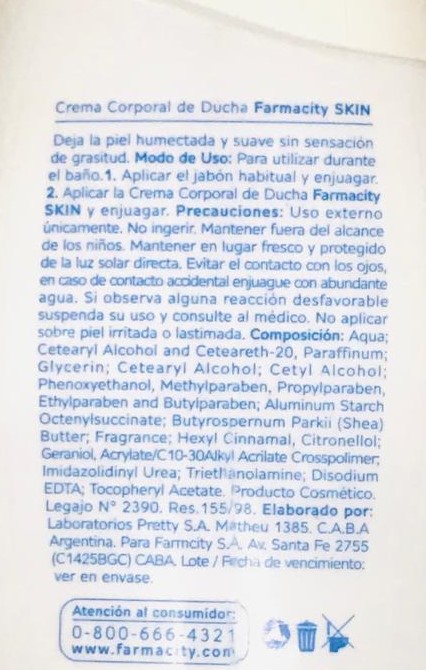 Crema Corporal de Ducha Farmacity SKIN
Deja la piel humectada y suave sin sensación
de grasitud. Modo de Uso: Para utilizar durante
el baño.1. Aplicar el jabón habitual y enjuagar.
2. Aplicar la Crema Corporal de Ducha Farmacity
SKIN y enjuagar. Precauciones: Uso externo
únicamente. No ingerir. Mantener fuera del alcance
de los niños. Mantener en lugar fresco y protegido
de la luz solar directa. Evitar el contacto con los ojos,
en caso de contacto accidental enjuague con abundante
agua. Si observa alguna reacción desfavorable
suspenda su uso y consulte al médico. No aplicar
sobre piel irritada o lastimada. Composición: Aqua;
Cetearyl Alcohol and Ceteareth-20, Paraffinum;
Glycerin; Cetearyl Alcohol; Cetyl Alcohol;
Phenoxyethanol, Methylparaben, Propylparaben,
Ethylparaben and Butylparaben; Aluminum Starch
Octenylsuccinate; Butyrospernum Parkii (Shea)
Butter; Fragrance; Hexyl Cinnamal, Citronellol;
Geraniol, Acrylate/C10-30Alkyl Acrilate Crosspolimer;
Imidazolidinyl Urea; Triethanolamine; Disodium
EDTA; Tocopheryl Acetate. Producto Cosmético.
Legajo N° 2390. Res.155/98. Elaborado por:
Laboratorios Pretty S.A. Matheu 1385. C.A.B.A
Argentina. Para Farmcity S.A. Av. Santa Fe 2755
(C1425BGC) CABA. Lote / Fecha de vencimiento:
ver en envase.
Atención al consumidor:
0-800-666-4321
www.farmacity.com